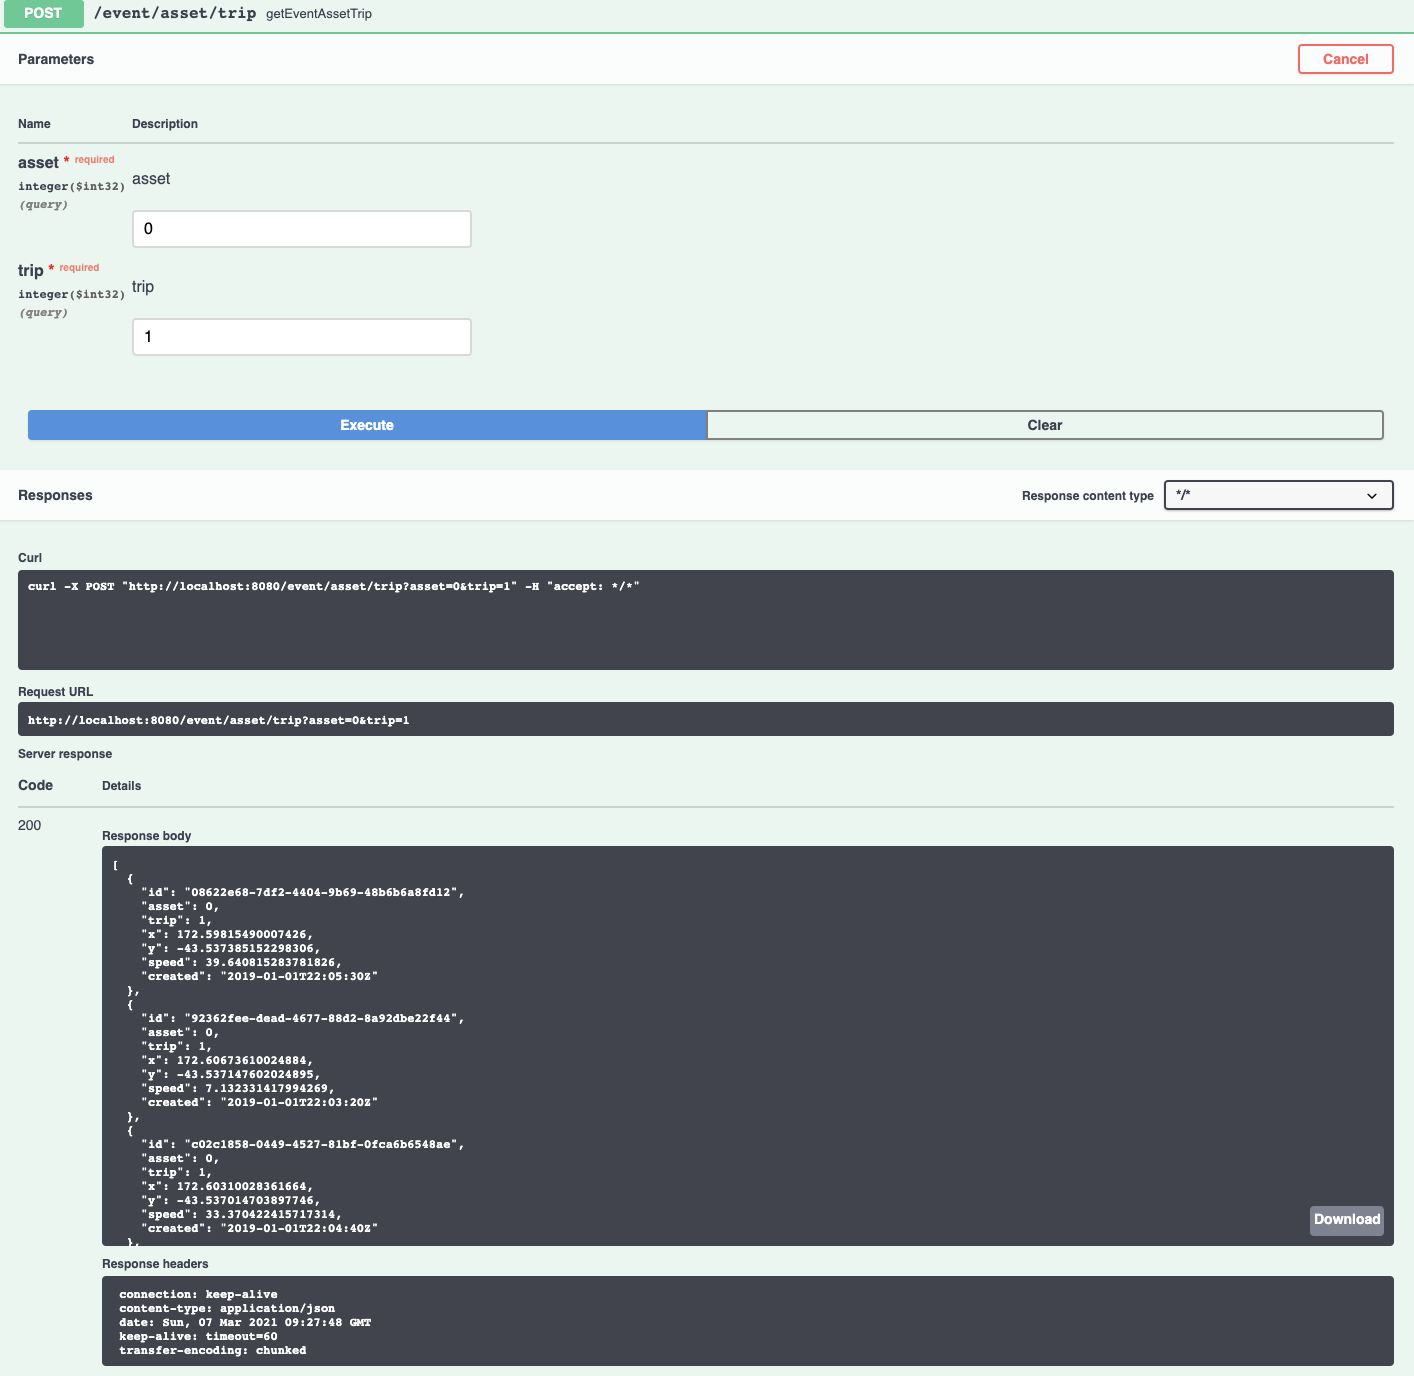 POST /event/asset/trip getEventAssetTrip
Parameters Cancel
Name Description
asset * required
integer($int32)
(query)
asset
0
trip * required
integer($int32)
(query)
trip
1
Execute Clear
Responses Response content type */*
Curl
curl -X POST "http://localhost:8080/event/asset/trip?asset=0&trip=1" -H "accept: */*"
Request URL
http://localhost:8080/event/asset/trip?asset=0&trip=1
Server response
Code Details
200
Response body
[
  {
    "id": "08622e68-7df2-4404-9b69-48b6b6a8fd12",
    "asset": 0,
    "trip": 1,
    "x": 172.59815490007426,
    "y": -43.537385152298306,
    "speed": 39.640815283781826,
    "created": "2019-01-01T22:05:30Z"
  },
  {
    "id": "92362fee-dead-4677-88d2-8a92dbe22f44",
    "asset": 0,
    "trip": 1,
    "x": 172.60673610024884,
    "y": -43.537147602024895,
    "speed": 7.132331417994269,
    "created": "2019-01-01T22:03:20Z"
  },
  {
    "id": "c02c1858-0449-4527-81bf-0fca6b6548ae",
    "asset": 0,
    "trip": 1,
    "x": 172.60310028361664,
    "y": -43.537014703897746,
    "speed": 33.370422415717314,
    "created": "2019-01-01T22:04:40Z"
  },
Download
Response headers
connection: keep-alive
content-type: application/json
date: Sun, 07 Mar 2021 09:27:48 GMT
keep-alive: timeout=60
transfer-encoding: chunked